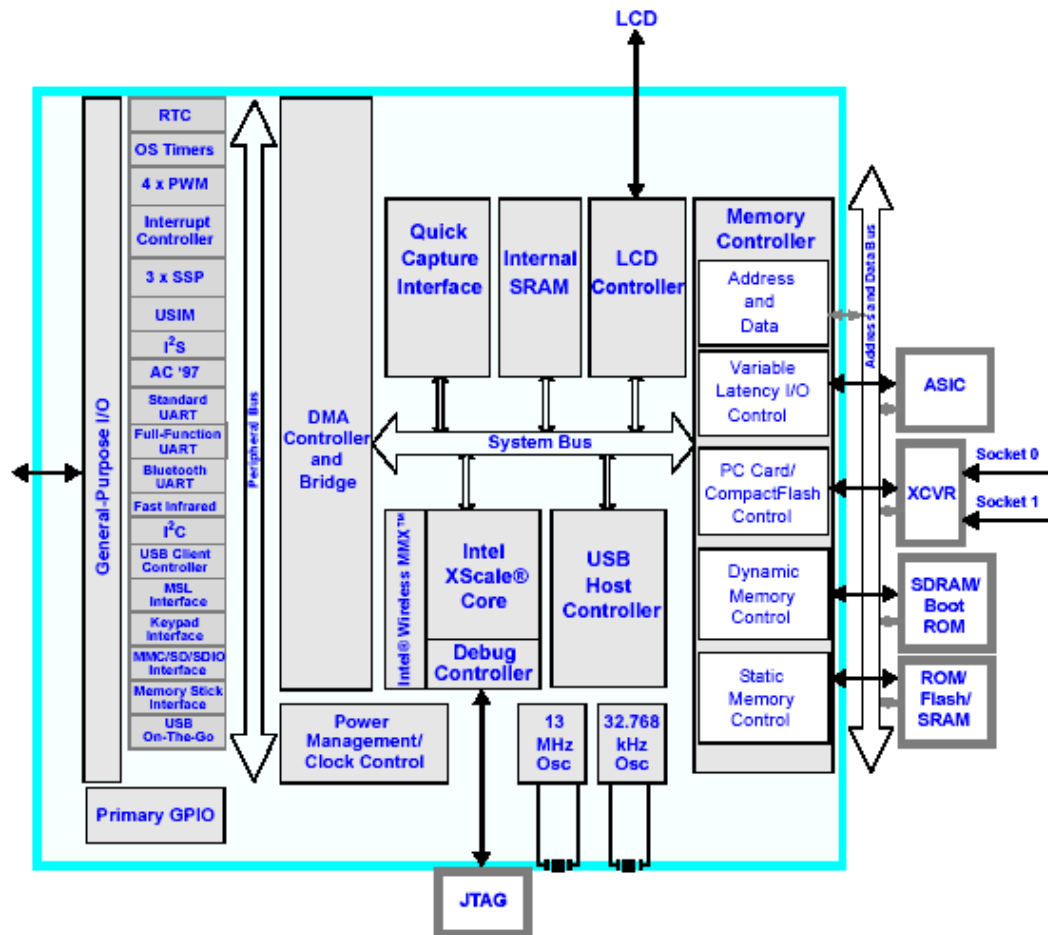 LCD
General-Purpose I/O
RTC
OS Timers
4 x PWM
Interrupt
Controller
3 x SSP
USIM
I²S
AC ‘97
Standard
UART
Full-Function
UART
Bluetooth
UART
Fast Infrared
I²C
USB Client
Controller
MSL
Interface
Keypad
Interface
MMC/SD/SDIO
Interface
Memory Stick
Interface
USB
On-The-Go
Primary GPIO
Peripheral Bus
DMA
Controller
and
Bridge
Quick
Capture
Interface
Internal
SRAM
LCD
Controller
System Bus
Intel® Wireless MMX™
Intel
XScale®
Core
Debug
Controller
USB
Host
Controller
Power
Management/
Clock Control
13
MHz
Osc
32.768
kHz
Osc
JTAG
Memory
Controller
Address
and
Data
Variable
Latency I/O
Control
PC Card/
CompactFlash
Control
Dynamic
Memory
Control
Static
Memory
Control
Address and Data Bus
ASIC
XCVR
Socket 0
Socket 1
SDRAM/
Boot
ROM
ROM/
Flash/
SRAM